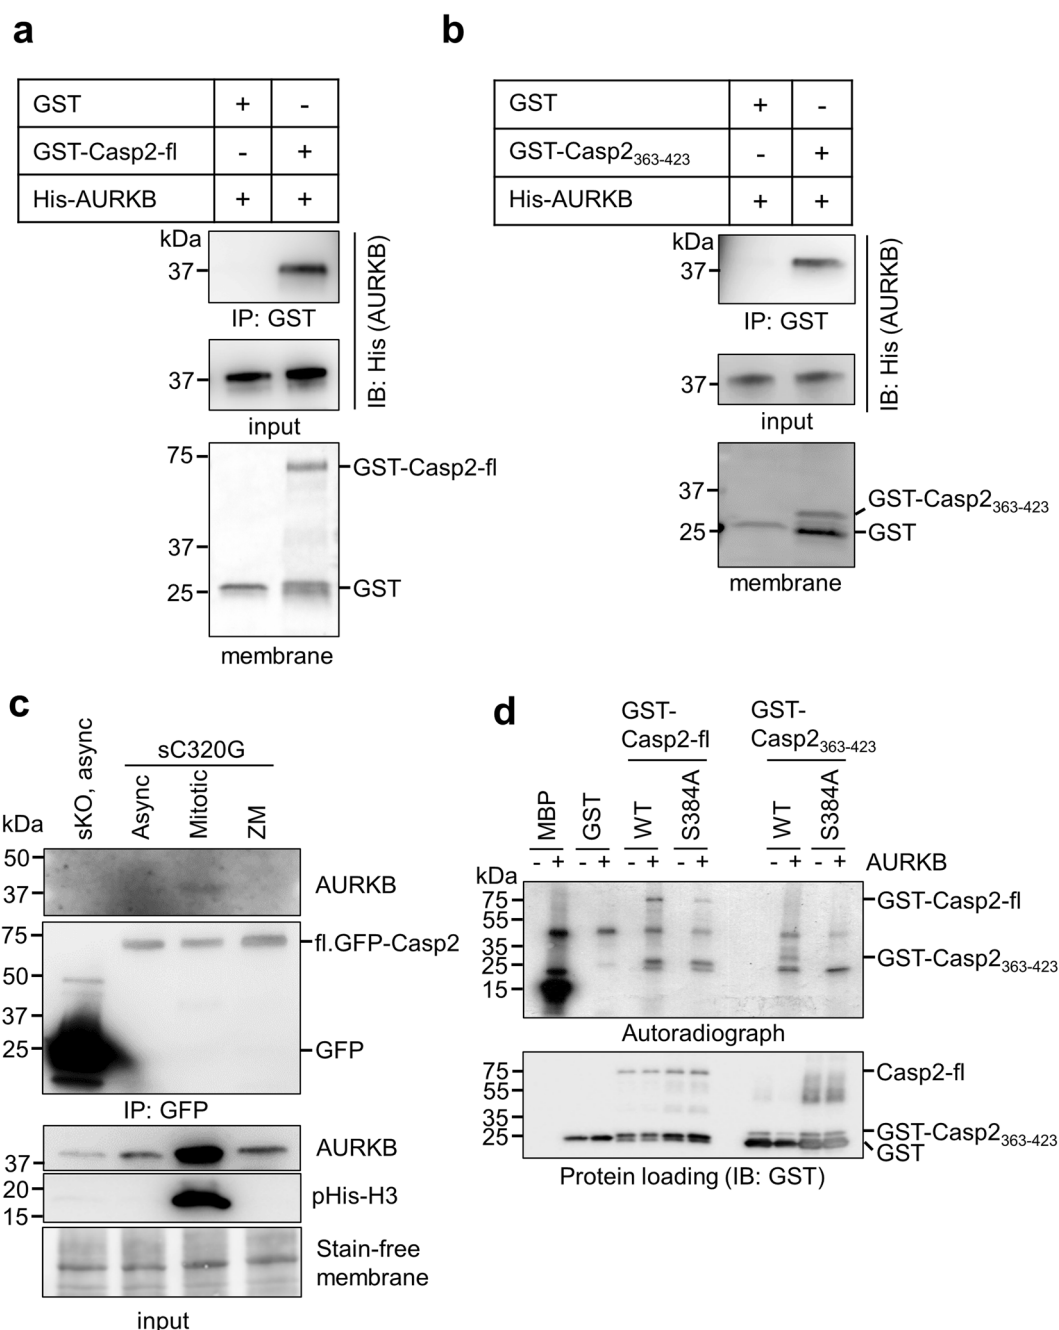 a
GST + -
GST-Casp2-fl - +
His-AURKB + +
kDa
37
IP: GST
37
input
IB: His (AURKB)
75
GST-Casp2-fl
37
25
GST
membrane
b
GST + -
GST-Casp2363-423 - +
His-AURKB + +
kDa
37
IP: GST
37
input
IB: His (AURKB)
37
GST-Casp2363-423
25
GST
membrane
c
sKO, async
sC320G
Async
Mitotic
ZM
kDa
50
37
AURKB
75
fl.GFP-Casp2
50
37
25
GFP
IP: GFP
AURKB
37
20
pHis-H3
15
Stain-free
membrane
input
d
GST-
Casp2-fl
GST-
Casp2363-423
MBP
GST
WT
S384A
WT
S384A
- + - + - + - + - + - + AURKB
kDa
75
GST-Casp2-fl
55
35
25
GST-Casp2363-423
15
Autoradiograph
75
Casp2-fl
55
35
25
GST-Casp2363-423
GST
Protein loading (IB: GST)